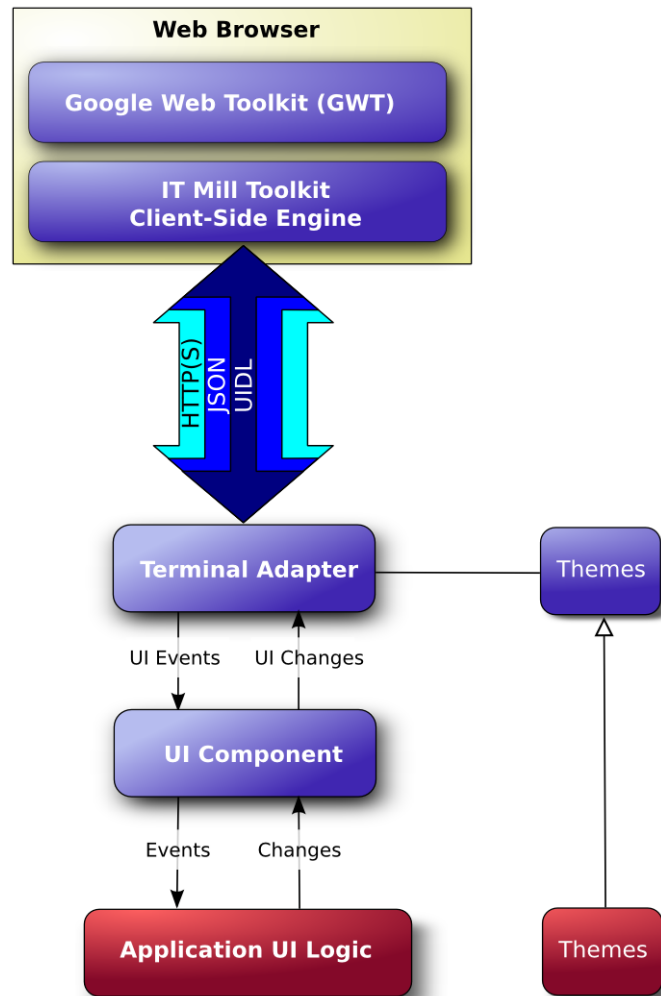 Web Browser
Google Web Toolkit (GWT)
IT Mill Toolkit
Client-Side Engine
HTTP(S)
JSON
UIDL
Terminal Adapter
Themes
UI Events
UI Changes
UI Component
Events
Changes
Application UI Logic
Themes